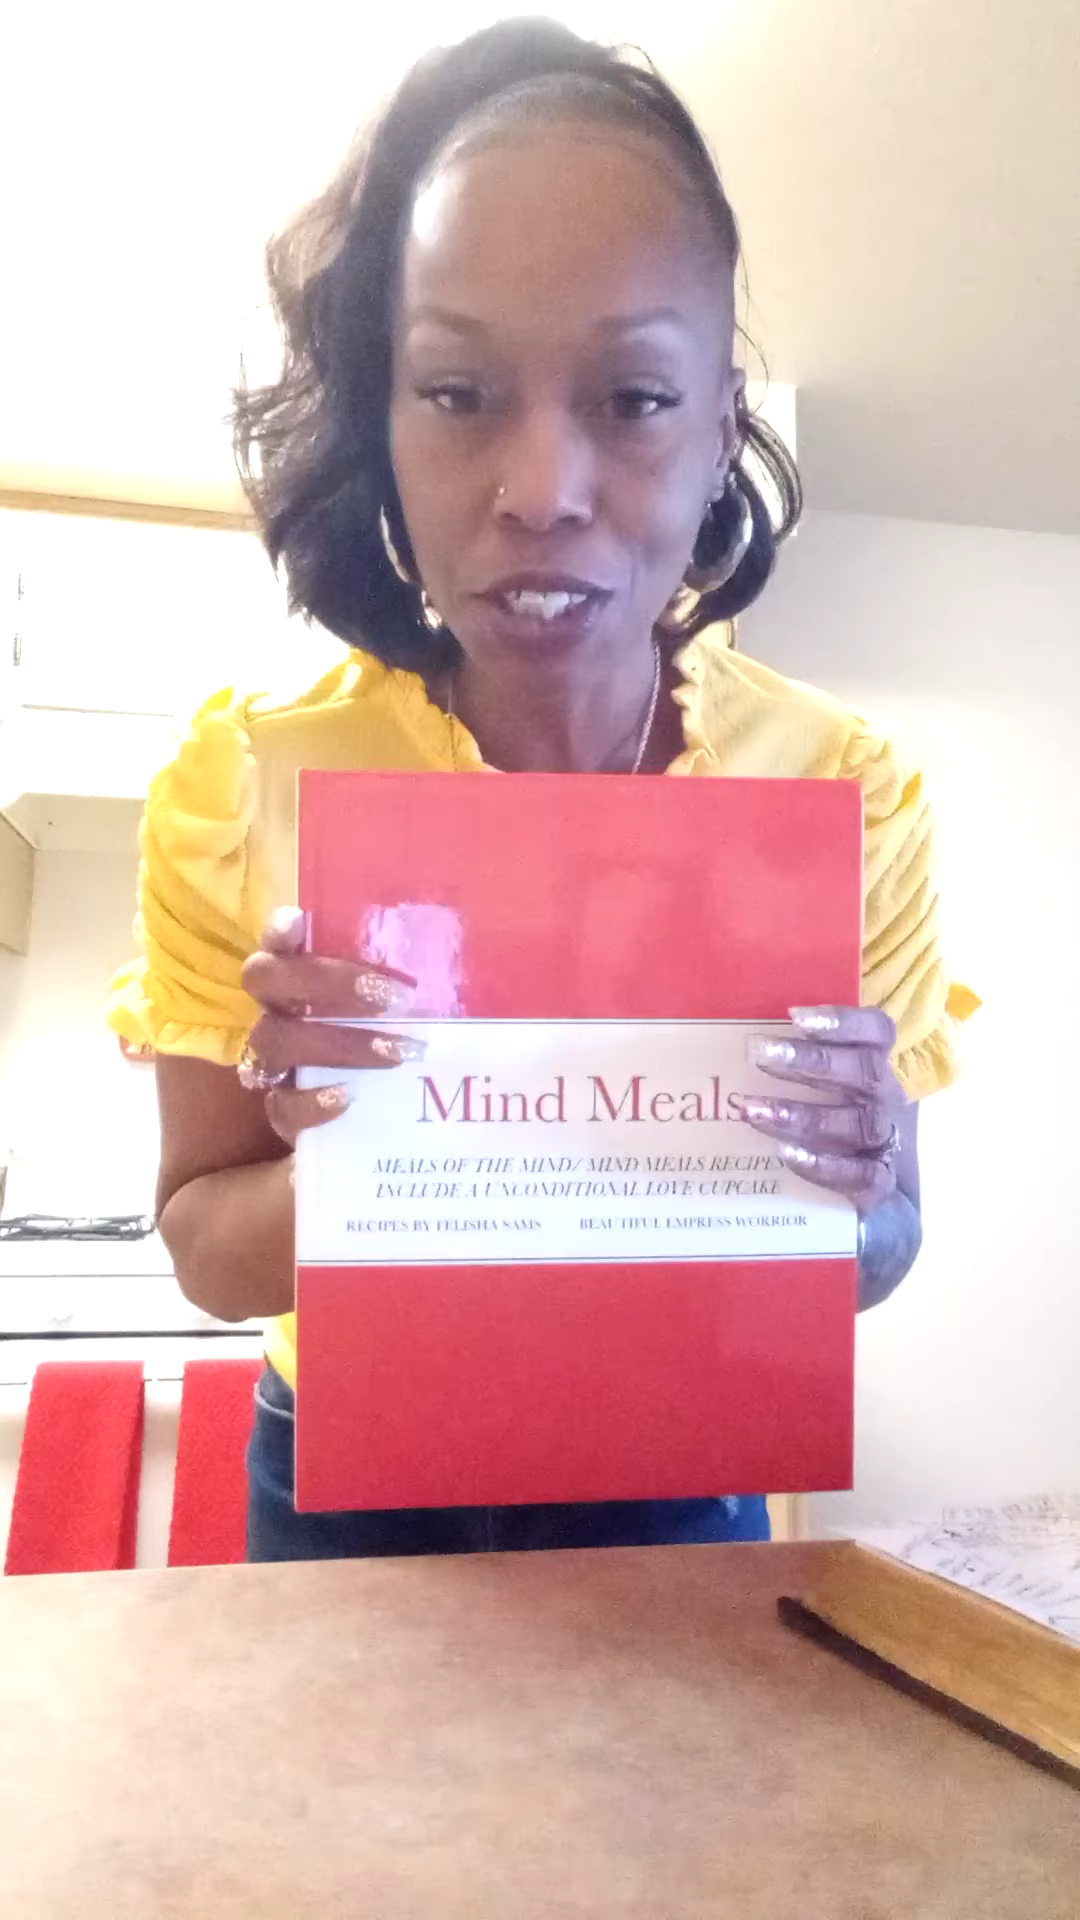 Mind Meals
MEALS OF THE MIND/ MIND MEALS RECIPES
INCLUDE A UNCONDITIONAL LOVE CUPCAKE
RECIPES BY FELISHA SAMS BEAUTIFUL EMPRESS WORRIOR